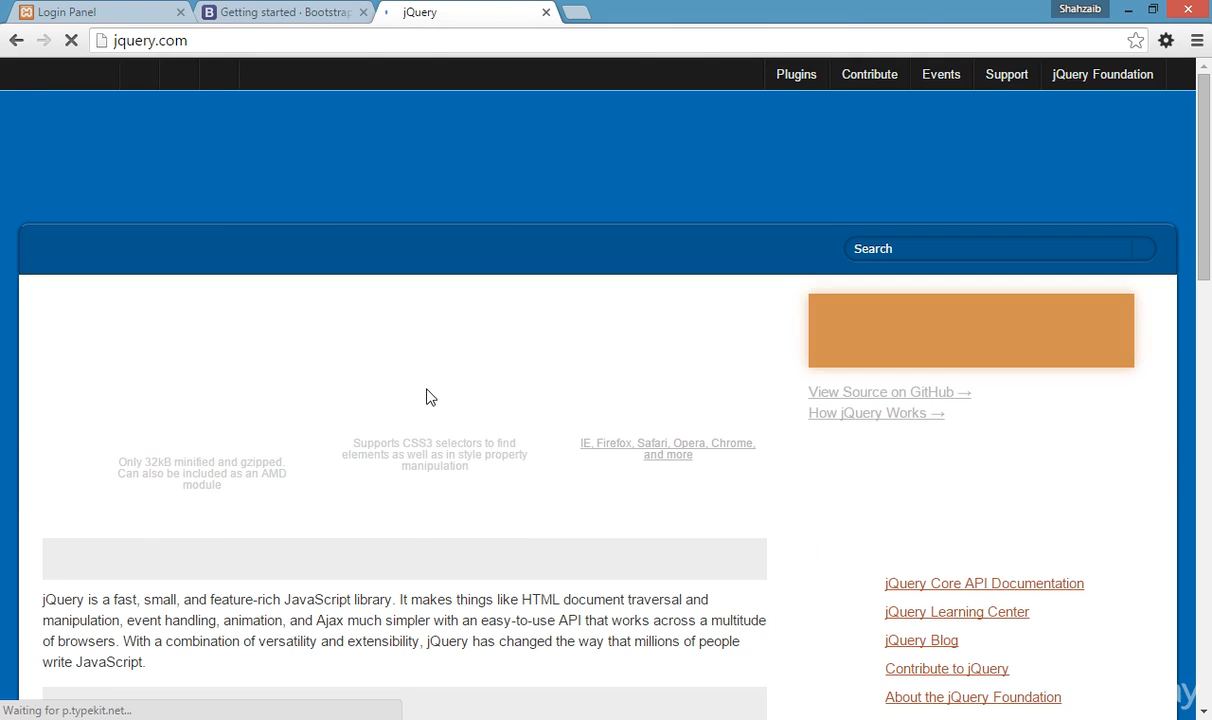 Login Panel
Getting started · Bootstrap
jQuery
Shahzaib
jquery.com
Plugins
Contribute
Events
Support
jQuery Foundation
Search
View Source on GitHub →
How jQuery Works →
Only 32kB minified and gzipped.
Can also be included as an AMD
module
Supports CSS3 selectors to find
elements as well as in style property
manipulation
IE, Firefox, Safari, Opera, Chrome,
and more
jQuery is a fast, small, and feature-rich JavaScript library. It makes things like HTML document traversal and
manipulation, event handling, animation, and Ajax much simpler with an easy-to-use API that works across a multitude
of browsers. With a combination of versatility and extensibility, jQuery has changed the way that millions of people
write JavaScript.
jQuery Core API Documentation
jQuery Learning Center
jQuery Blog
Contribute to jQuery
About the jQuery Foundation
Waiting for p.typekit.net...